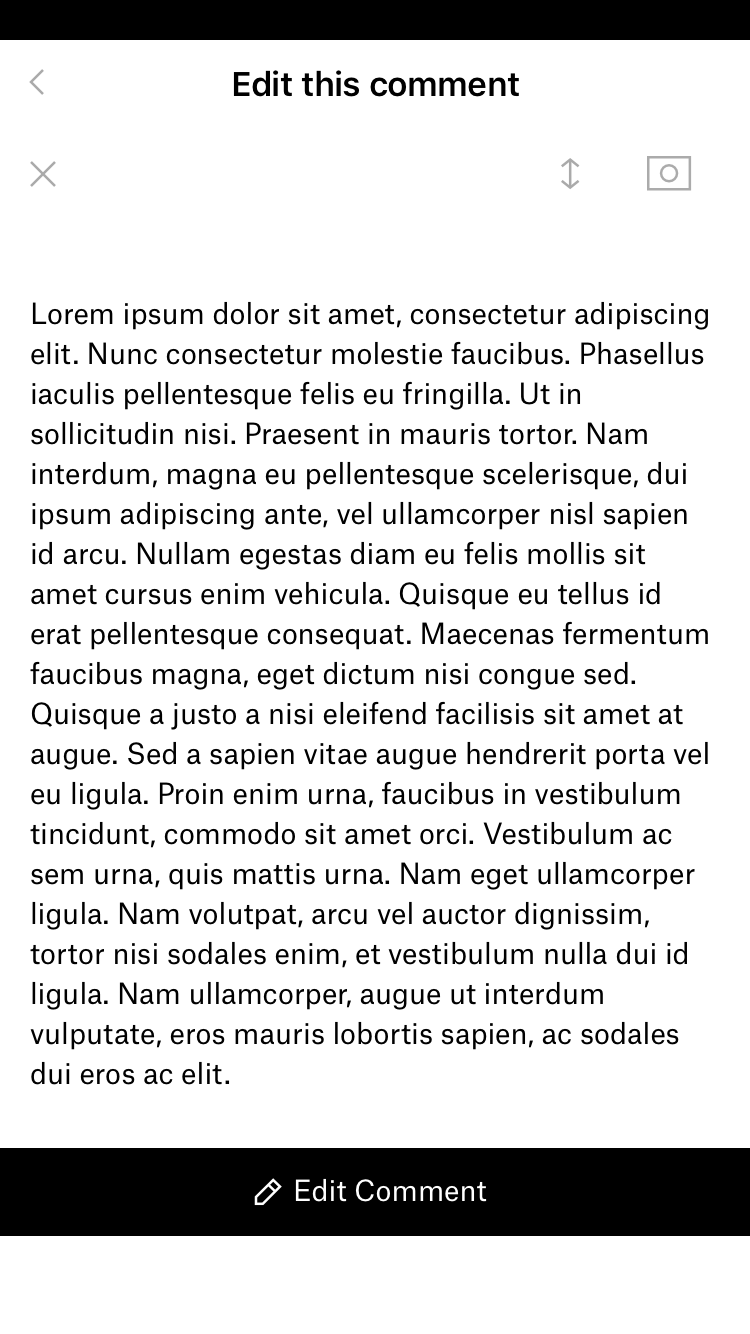 Edit this comment
Lorem ipsum dolor sit amet, consectetur adipiscing
elit. Nunc consectetur molestie faucibus. Phasellus
iaculis pellentesque felis eu fringilla. Ut in
sollicitudin nisi. Praesent in mauris tortor. Nam
interdum, magna eu pellentesque scelerisque, dui
ipsum adipiscing ante, vel ullamcorper nisl sapien
id arcu. Nullam egestas diam eu felis mollis sit
amet cursus enim vehicula. Quisque eu tellus id
erat pellentesque consequat. Maecenas fermentum
faucibus magna, eget dictum nisi congue sed.
Quisque a justo a nisi eleifend facilisis sit amet at
augue. Sed a sapien vitae augue hendrerit porta vel
eu ligula. Proin enim urna, faucibus in vestibulum
tincidunt, commodo sit amet orci. Vestibulum ac
sem urna, quis mattis urna. Nam eget ullamcorper
ligula. Nam volutpat, arcu vel auctor dignissim,
tortor nisi sodales enim, et vestibulum nulla dui id
ligula. Nam ullamcorper, augue ut interdum
vulputate, eros mauris lobortis sapien, ac sodales
dui eros ac elit.
Edit Comment